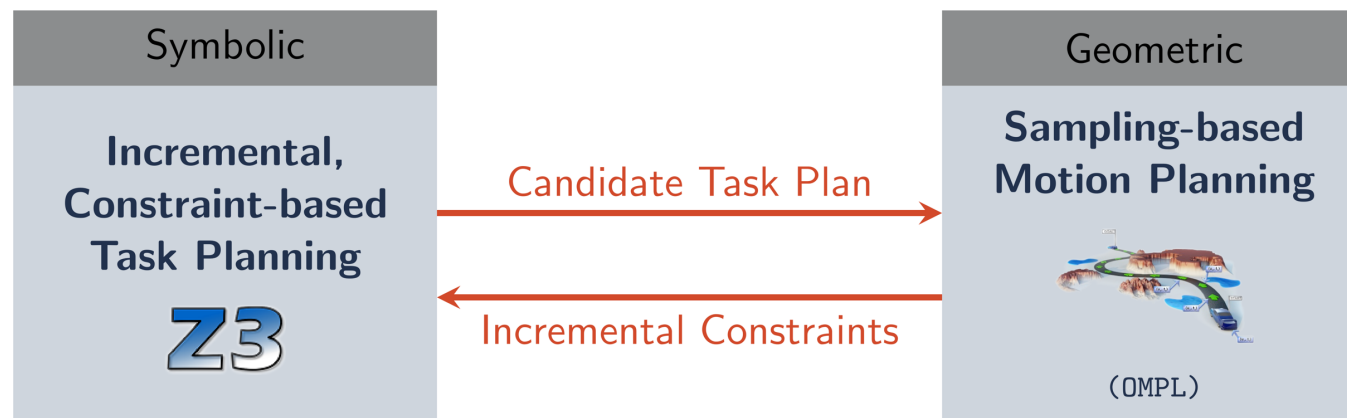 Symbolic
Incremental,
Constraint-based
Task Planning
Z3
Candidate Task Plan
Incremental Constraints
Geometric
Sampling-based
Motion Planning
(OMPL)